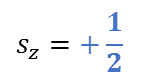 s_z = + 1/2